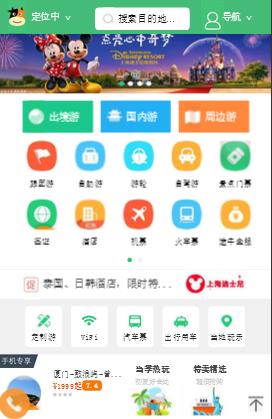 定位中
搜索目的地...
导航
点亮心中奇梦
DISNEY RESORT
出境游
国内游
周边游
跟团游
自助游
游轮
自驾游
景点门票
签证
酒店
机票
火车票
途牛金服
促
泰国、日韩酒店，限时特...
上海迪士尼
定制游
WiFi
汽车票
出行用车
当地玩乐
手机专享
厦门-鼓浪屿-曾...
¥1999起
7.4
当季热玩
特卖精选